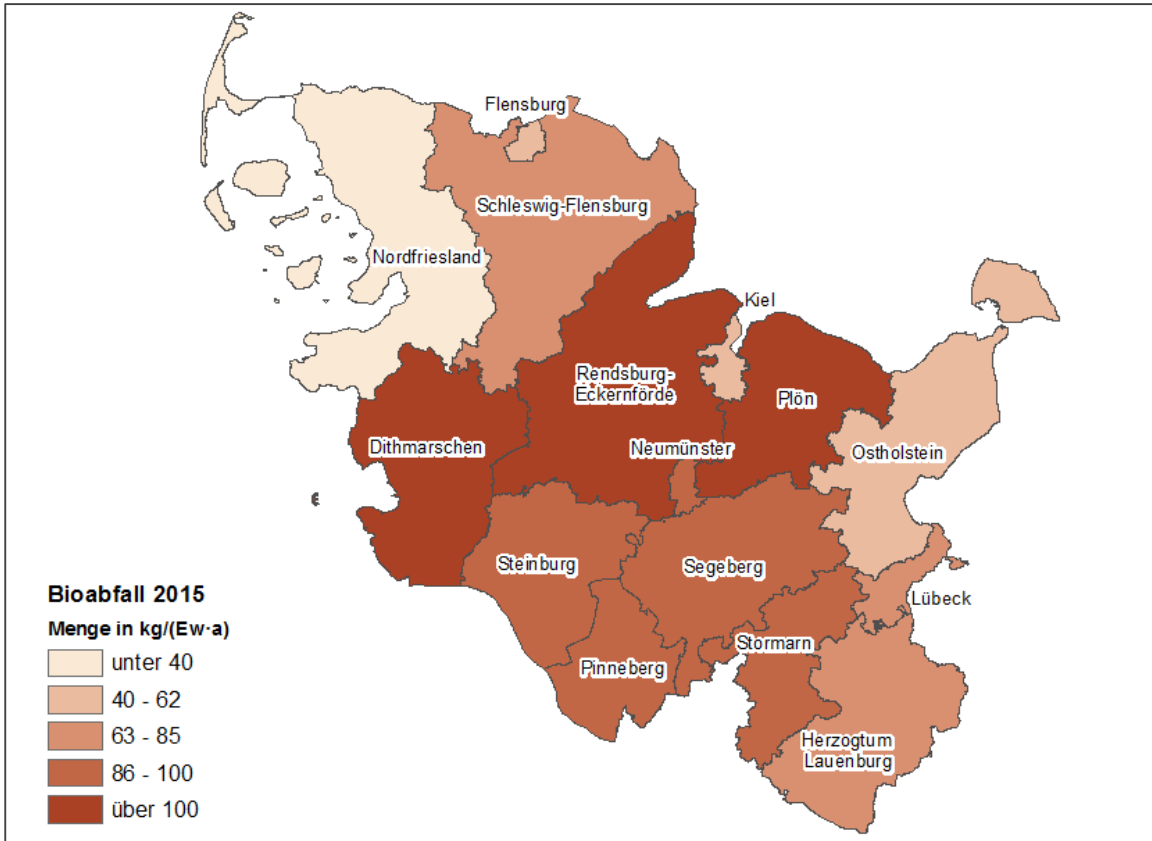 Flensburg
Schleswig-Flensburg
Nordfriesland
Kiel
Rendsburg-
Eckernförde
Plön
Dithmarschen
Neumünster
Ostholstein
Steinburg
Segeberg
Lübeck
Stormarn
Pinneberg
Herzogtum
Lauenburg
Bioabfall 2015
Menge in kg/(Ew·a)
unter 40
40 - 62
63 - 85
86 - 100
über 100